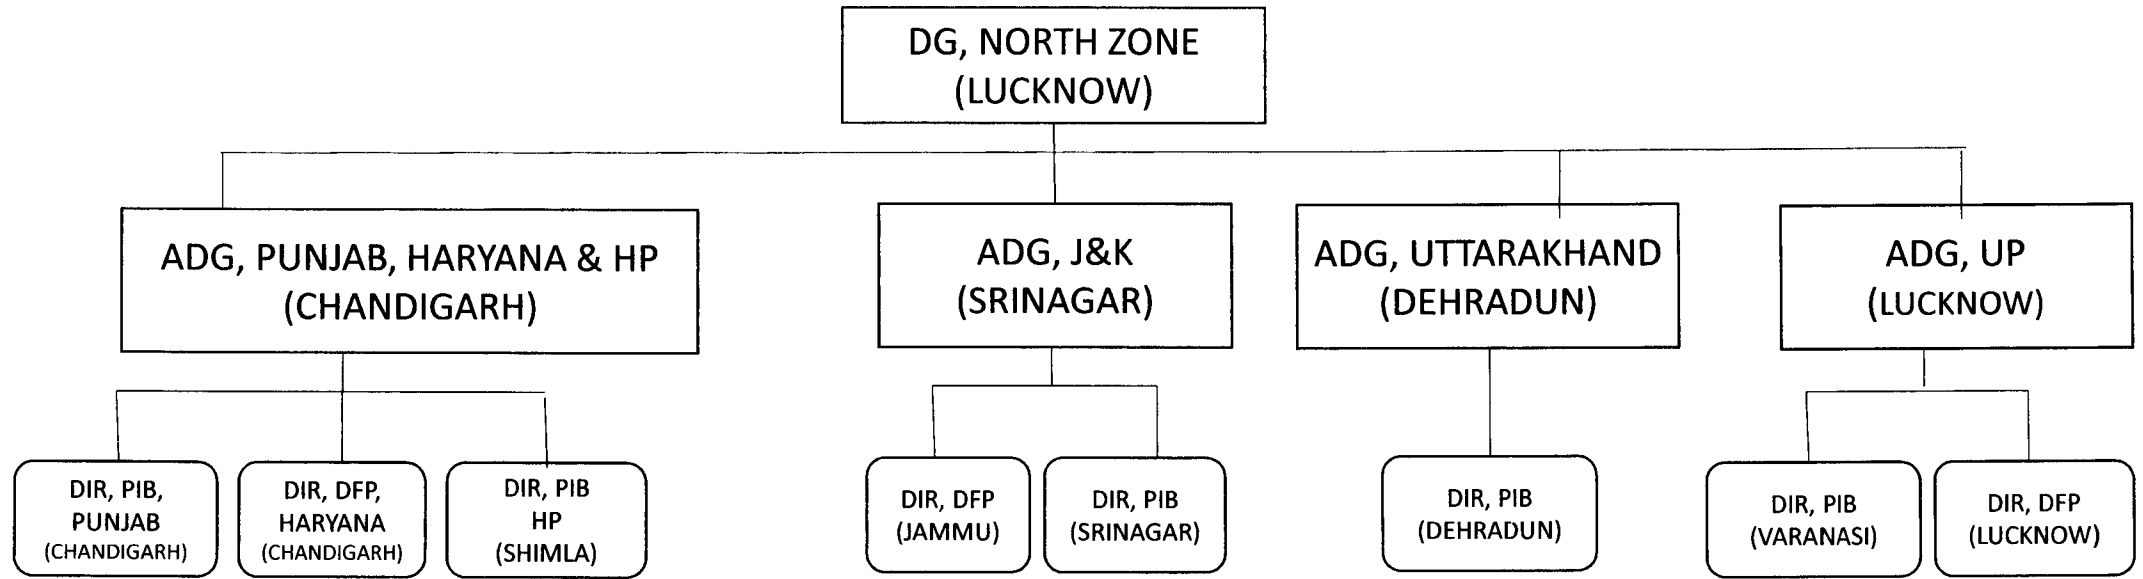 DG, NORTH ZONE
(LUCKNOW)
ADG, PUNJAB, HARYANA & HP
(CHANDIGARH)
ADG, J&K
(SRINAGAR)
ADG, UTTARAKHAND
(DEHRADUN)
ADG, UP
(LUCKNOW)
DIR, PIB,
PUNJAB
(CHANDIGARH)
DIR, DFP,
HARYANA
(CHANDIGARH)
DIR, PIB
HP
(SHIMLA)
DIR, DFP
(JAMMU)
DIR, PIB
(SRINAGAR)
DIR, PIB
(DEHRADUN)
DIR, PIB
(VARANASI)
DIR, DFP
(LUCKNOW)